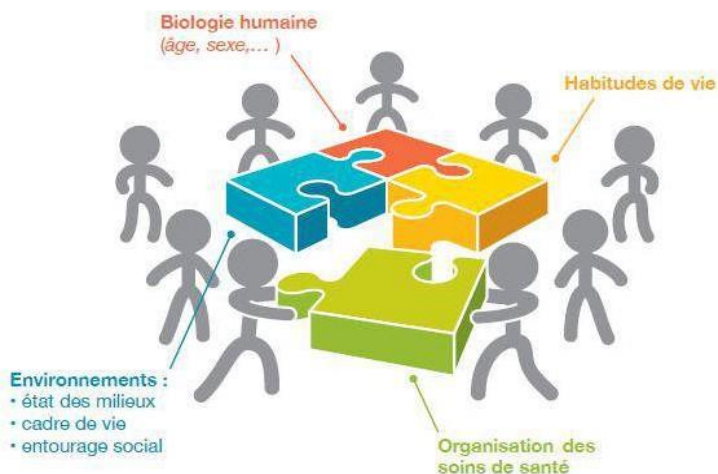 Biologie humaine
(âge, sexe,... )
Habitudes de vie
Environnements :
• état des milieux
• cadre de vie
• entourage social
Organisation des
soins de santé